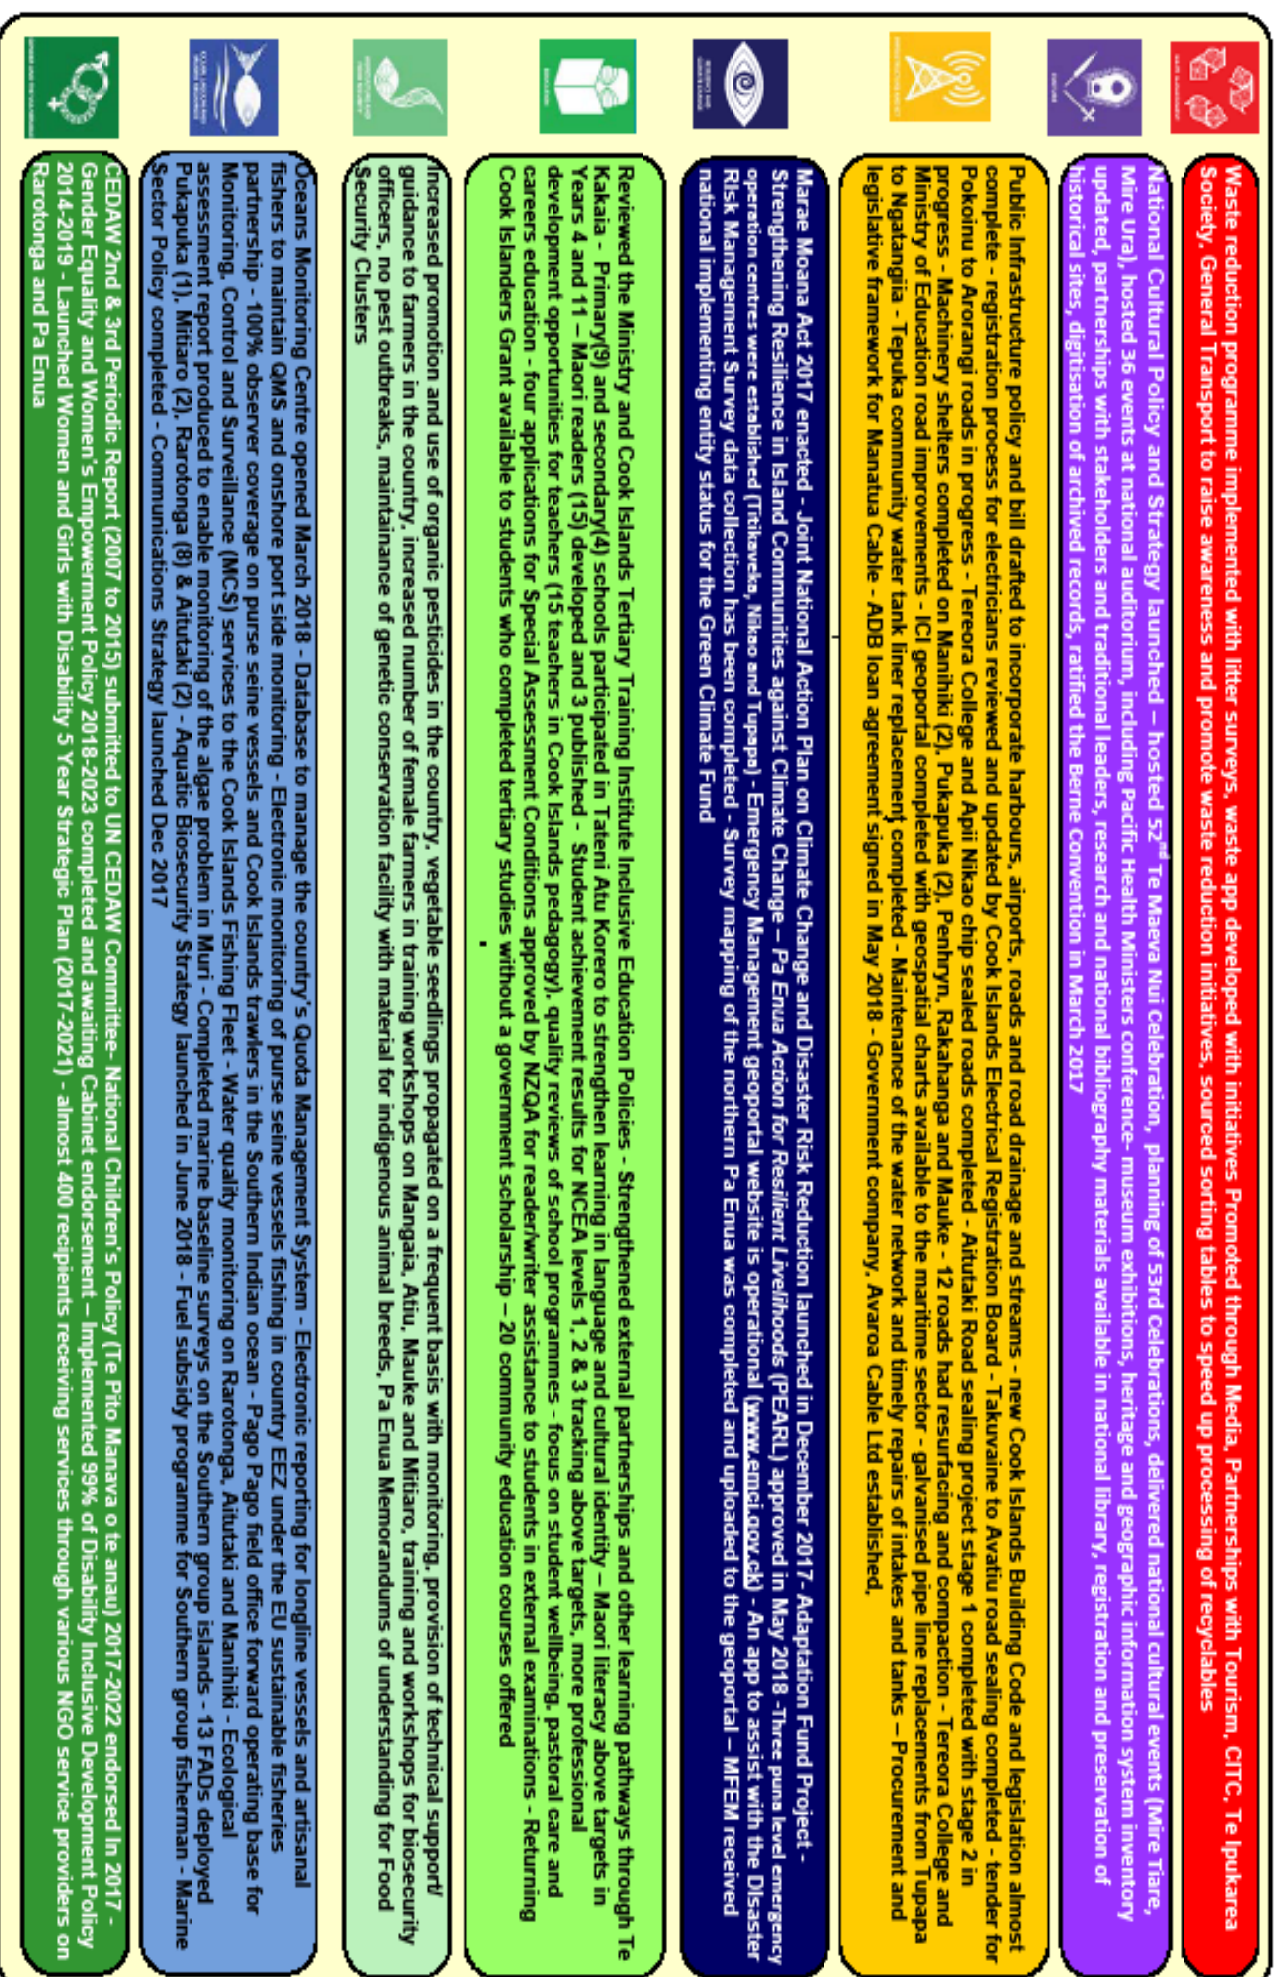 Waste reduction programme implemented with litter surveys, waste app developed with initiatives Promoted through Media, Partnerships with Tourism, CITC, Te Ipukarea
Society, General Transport to raise awareness and promote waste reduction initiatives, sourced sorting tables to speed up processing of recyclables
CULTURE
National Cultural Policy and Strategy launched – hosted 52nd Te Maeva Nui Celebration, planning of 53rd Celebrations, delivered national cultural events (Mire Tiare,
Mire Ura), hosted 36 events at national auditorium, including Pacific Health Ministers conference- museum exhibitions, heritage and geographic information system inventory
updated, partnerships with stakeholders and traditional leaders, research and national bibliography materials available in national library, registration and preservation of
historical sites, digitisation of archived records, ratified the Berne Convention in March 2017
Public Infrastructure policy and bill drafted to incorporate harbours, airports, roads and road drainage and streams - new Cook Islands Building Code and legislation almost
complete - registration process for electricians reviewed and updated by Cook Islands Electrical Registration Board - Takuvaine to Avatiu road sealing completed - tender for
Pokoinu to Arorangi roads in progress - Tereora College and Apii Nikao chip sealed roads completed - Aitutaki Road sealing project stage 1 completed with stage 2 in
progress - Machinery shelters completed on Manihiki (2), Pukapuka (2), Penhryn, Rakahanga and Mauke - 12 roads had resurfacing and compaction - Tereora College and
Ministry of Education road improvements - ICI geoportal completed with geospatial charts available to the maritime sector - galvanised pipe line replacements from Tupapa
to Ngatangiia - Tepuka community water tank liner replacement completed - Maintenance of the water network and timely repairs of intakes and tanks – Procurement and
legislative framework for Manatua Cable - ADB loan agreement signed in May 2018 - Government company, Avaroa Cable Ltd established,
Marae Moana Act 2017 enacted - Joint National Action Plan on Climate Change and Disaster Risk Reduction launched in December 2017- Adaptation Fund Project -
Strengthening Resilience in Island Communities against Climate Change – Pa Enua Action for Resilient Livelihoods (PEARL) approved in May 2018 -Three puna level emergency
operation centres were established (Titikaveka, Nikao and Tupapa) - Emergency Management geoportal website is operational (www.emci.gov.ck) - An app to assist with the Disaster
Risk Management Survey data collection has been completed - Survey mapping of the northern Pa Enua was completed and uploaded to the geoportal – MFEM received
national implementing entity status for the Green Climate Fund
EDUCATION
Reviewed the Ministry and Cook Islands Tertiary Training Institute Inclusive Education Policies - Strengthened external partnerships and other learning pathways through Te
Kakaia - Primary(9) and secondary(4) schools participated in Tateni Atu Korero to strengthen learning in language and cultural identity – Maori literacy above targets in
Years 4 and 11 – Maori readers (15) developed and 3 published - Student achievement results for NCEA levels 1, 2 & 3 tracking above targets, more professional
development opportunities for teachers (15 teachers in Cook Islands pedagogy), quality reviews of school programmes - focus on student wellbeing, pastoral care and
careers education - four applications for Special Assessment Conditions approved by NZQA for reader/writer assistance to students in external examinations - Returning
Cook Islanders Grant available to students who completed tertiary studies without a government scholarship – 20 community education courses offered
Increased promotion and use of organic pesticides in the country, vegetable seedlings propagated on a frequent basis with monitoring, provision of technical support/
guidance to farmers in the country, increased number of female farmers in training workshops on Mangaia, Atiu, Mauke and Mitiaro, training and workshops for biosecurity
officers, no pest outbreaks, maintainance of genetic conservation facility with material for indigenous animal breeds, Pa Enua Memorandums of understanding for Food
Security Clusters
Oceans Monitoring Centre opened March 2018 - Database to manage the country's Quota Management System - Electronic reporting for longline vessels and artisanal
fishers to maintain QMS and onshore port side monitoring - Electronic monitoring of purse seine vessels fishing in country EEZ under the EU sustainable fisheries
partnership - 100% observer coverage on purse seine vessels and Cook Islands trawlers in the Southern Indian ocean - Pago Pago field office forward operating base for
Monitoring, Control and Surveillance (MCS) services to the Cook Islands Fishing Fleet - Water quality monitoring on Rarotonga, Aitutaki and Manihiki - Ecological
assessment report produced to enable monitoring of the algae problem in Muri - Completed marine baseline surveys on the Southern group islands - 13 FADs deployed
Pukapuka (1), Mitiaro (2), Rarotonga (8) & Aitutaki (2) - Aquatic Biosecurity Strategy launched in June 2018 - Fuel subsidy programme for Southern group fisherman - Marine
Sector Policy completed - Communications Strategy launched Dec 2017
CEDAW 2nd & 3rd Periodic Report (2007 to 2015) submitted to UN CEDAW Committee- National Children's Policy (Te Pito Manava o te anau) 2017-2022 endorsed In 2017 -
Gender Equality and Women's Empowerment Policy 2018-2023 completed and awaiting Cabinet endorsement – Implemented 99% of Disability Inclusive Development Policy
2014-2019 - Launched Women and Girls with Disability 5 Year Strategic Plan (2017-2021) - almost 400 recipients receiving services through various NGO service providers on
Rarotonga and Pa Enua